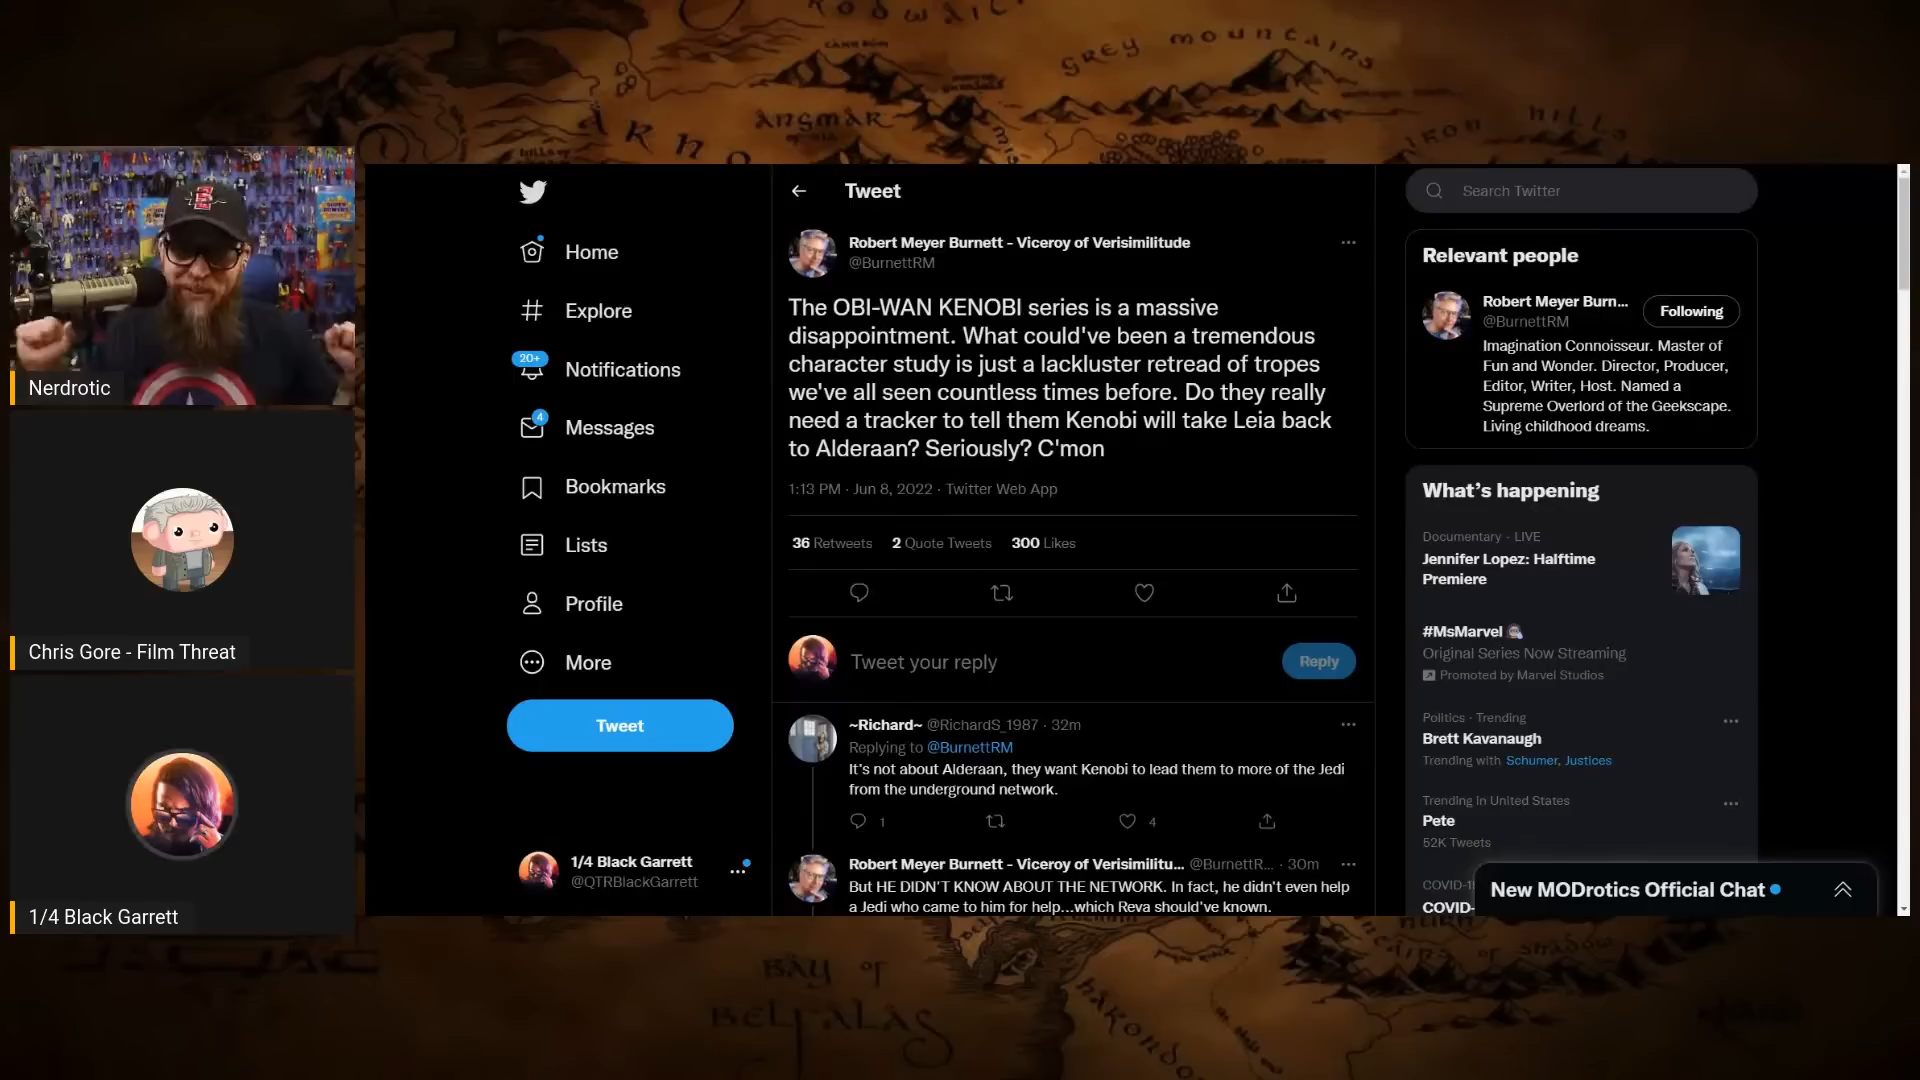 GREY MOUNTAINS
ANGMAR
IRON HILLS
Nerdrotic
Chris Gore - Film Threat
1/4 Black Garrett
Home
Explore
20+
Notifications
4
Messages
Bookmarks
Lists
Profile
More
Tweet
1/4 Black Garrett
@QTRBlackGarrett
Tweet
Robert Meyer Burnett - Viceroy of Verisimilitude
@BurnettRM
The OBI-WAN KENOBI series is a massive
disappointment. What could've been a tremendous
character study is just a lackluster retread of tropes
we've all seen countless times before. Do they really
need a tracker to tell them Kenobi will take Leia back
to Alderaan? Seriously? C'mon
1:13 PM · Jun 8, 2022 · Twitter Web App
36 Retweets 2 Quote Tweets 300 Likes
Tweet your reply
Reply
~Richard~ @RichardS_1987 · 32m
Replying to @BurnettRM
It's not about Alderaan, they want Kenobi to lead them to more of the Jedi
from the underground network.
1 4
Robert Meyer Burnett - Viceroy of Verisimilitu... @BurnettR... · 30m
But HE DIDN'T KNOW ABOUT THE NETWORK. In fact, he didn't even help
a Jedi who came to him for help...which Reva should've known.
Search Twitter
Relevant people
Robert Meyer Burn...
@BurnettRM
Following
Imagination Connoisseur. Master of
Fun and Wonder. Director, Producer,
Editor, Writer, Host. Named a
Supreme Overlord of the Geekscape.
Living childhood dreams.
What's happening
Documentary · LIVE
Jennifer Lopez: Halftime
Premiere
#MsMarvel
Original Series Now Streaming
Promoted by Marvel Studios
Politics · Trending
Brett Kavanaugh
Trending with Schumer, Justices
Trending in United States
Pete
52K Tweets
COVID-
New MODrotics Official Chat
BAY OF
BELFALAS